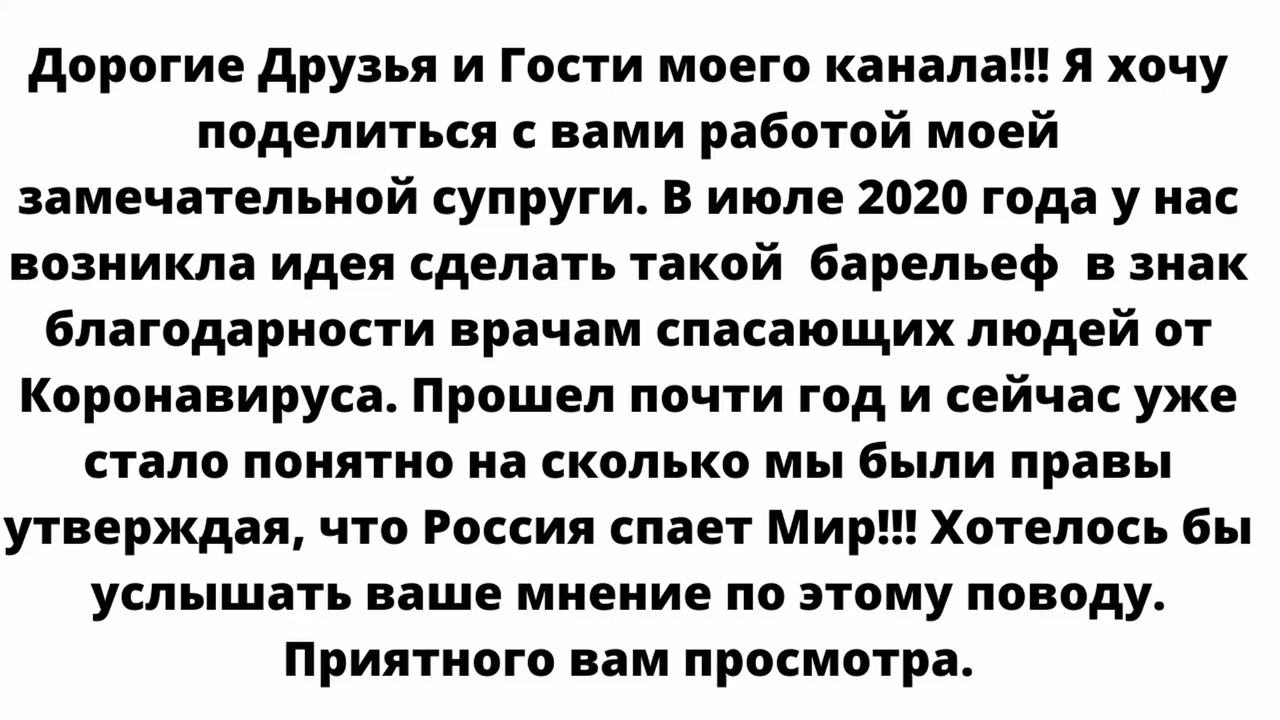 Дорогие Друзья и Гости моего канала!!! Я хочу
поделиться с вами работой моей
замечательной супруги. В июле 2020 года у нас
возникла идея сделать такой  барельеф  в знак
благодарности врачам спасающих людей от
Коронавируса. Прошел почти год и сейчас уже
стало понятно на сколько мы были правы
утверждая, что Россия спает Мир!!! Хотелось бы
услышать ваше мнение по этому поводу.
Приятного вам просмотра.